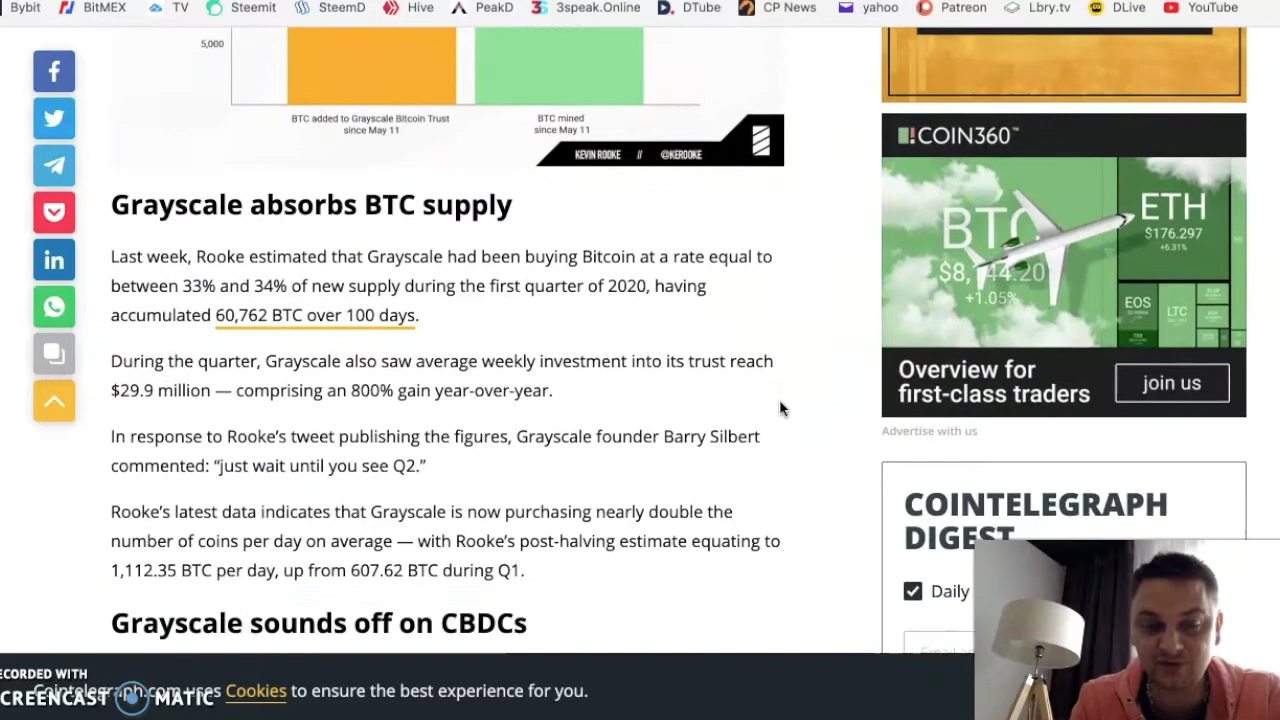 Bybit BitMEX TV Steemit SteemD Hive PeakD 3speak.Online DTube CP News yahoo Patreon Lbry.tv DLive YouTube
5,000
BTC added to Grayscale Bitcoin Trust
since May 11
BTC mined
since May 11
KEVIN ROOKE // @KEROOKE
Grayscale absorbs BTC supply
Last week, Rooke estimated that Grayscale had been buying Bitcoin at a rate equal to
between 33% and 34% of new supply during the first quarter of 2020, having
accumulated 60,762 BTC over 100 days.
During the quarter, Grayscale also saw average weekly investment into its trust reach
$29.9 million — comprising an 800% gain year-over-year.
In response to Rooke’s tweet publishing the figures, Grayscale founder Barry Silbert
commented: “just wait until you see Q2.”
Rooke’s latest data indicates that Grayscale is now purchasing nearly double the
number of coins per day on average — with Rooke’s post-halving estimate equating to
1,112.35 BTC per day, up from 607.62 BTC during Q1.
Grayscale sounds off on CBDCs
COIN360™
BTC
+1.05%
ETH
$176.297
+6.31%
EOS
LTC
Overview for
first-class traders
join us
Advertise with us
COINTELEGRAPH
DIGEST
Daily
Cointelegraph.com uses Cookies to ensure the best experience for you.
ECORDED WITH
CREENCAST MATIC